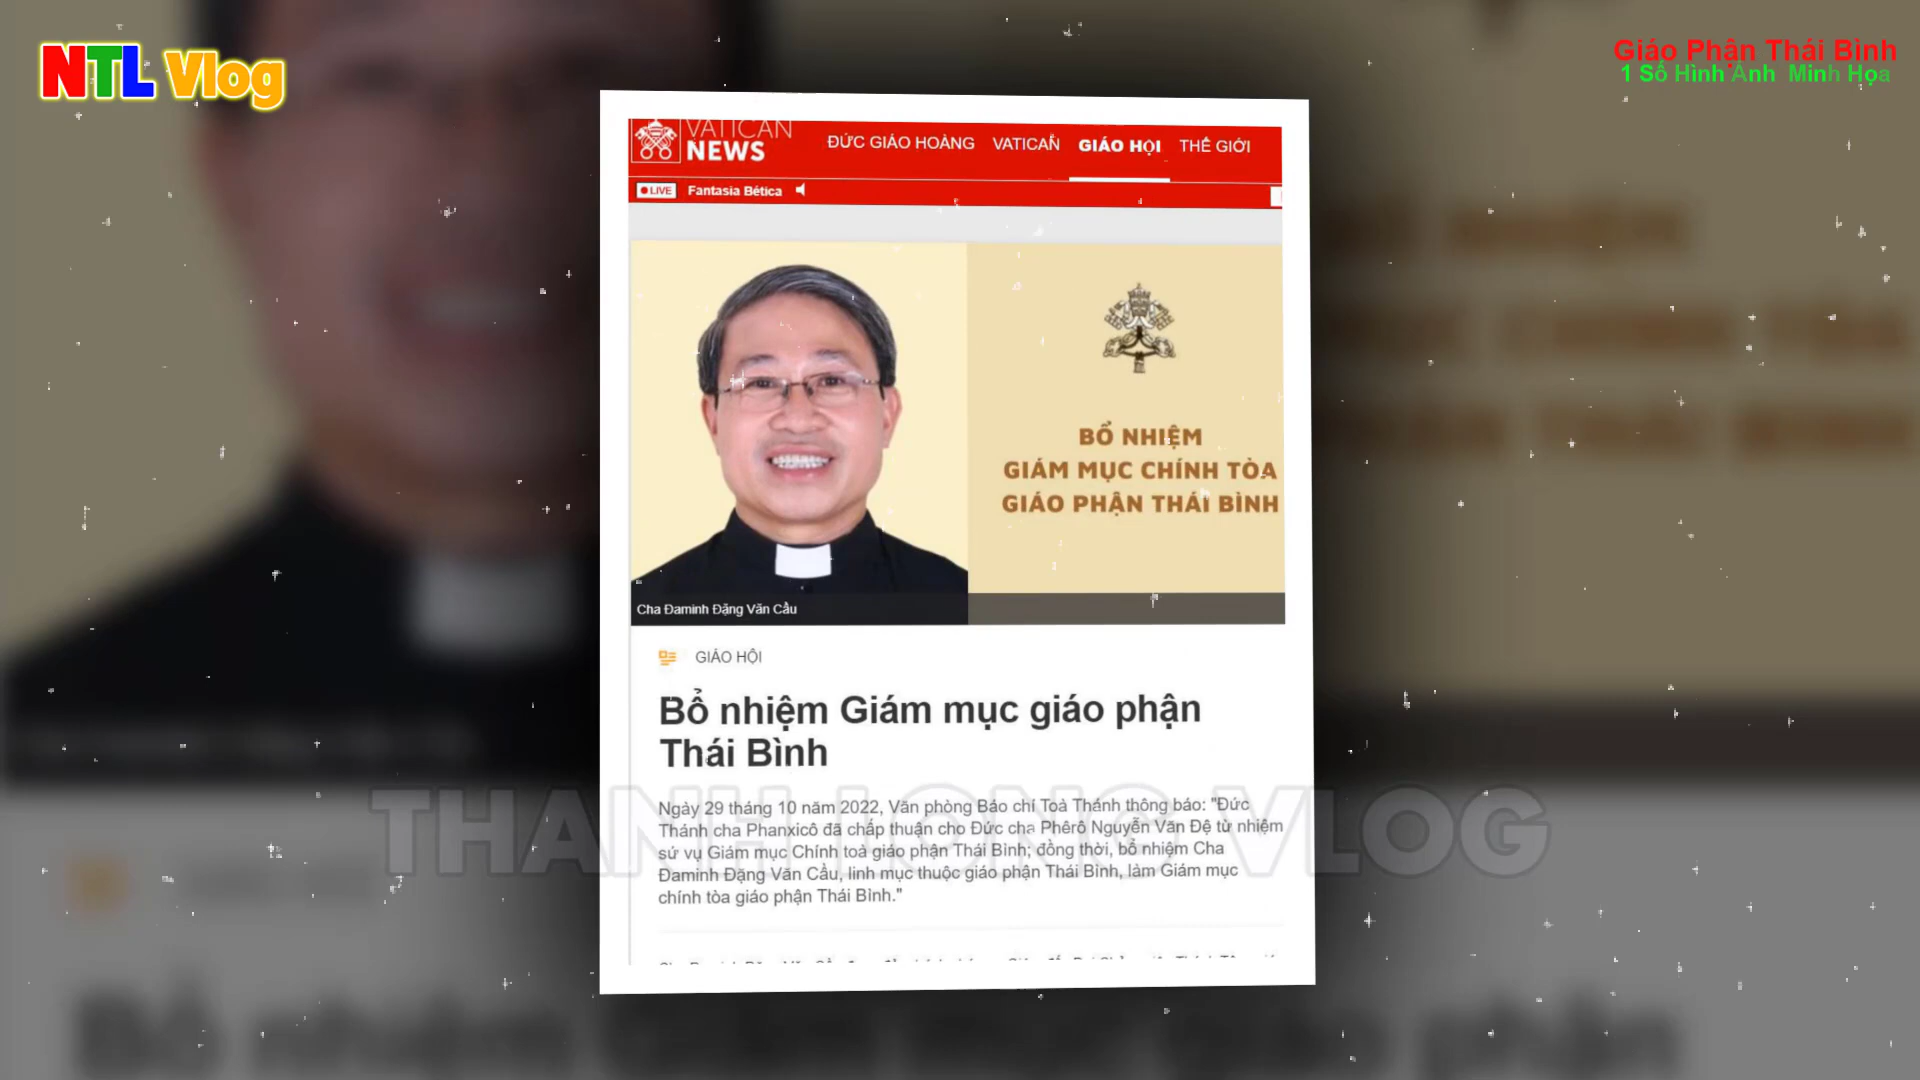 NTL Vlog
Giáo Phận Thái Bình
1 Số Hình Ảnh Minh Họa
VATICAN
NEWS
ĐỨC GIÁO HOÀNG VATICAN GIÁO HỘI THẾ GIỚI
LIVE Fantasia Bética
BỔ NHIỆM
GIÁM MỤC CHÍNH TÒA
GIÁO PHẬN THÁI BÌNH
Cha Đaminh Đặng Văn Cầu
GIÁO HỘI
Bổ nhiệm Giám mục giáo phận
Thái Bình
Ngày 29 tháng 10 năm 2022, Văn phòng Báo chí Toà Thánh thông báo: "Đức
Thánh cha Phanxicô đã chấp thuận cho Đức cha Phêrô Nguyễn Văn Đệ từ nhiệm
sứ vụ Giám mục Chính toà giáo phận Thái Bình; đồng thời, bổ nhiệm Cha
Đaminh Đặng Văn Cầu, linh mục thuộc giáo phận Thái Bình, làm Giám mục
chính tòa giáo phận Thái Bình."
THANH LONG VLOG